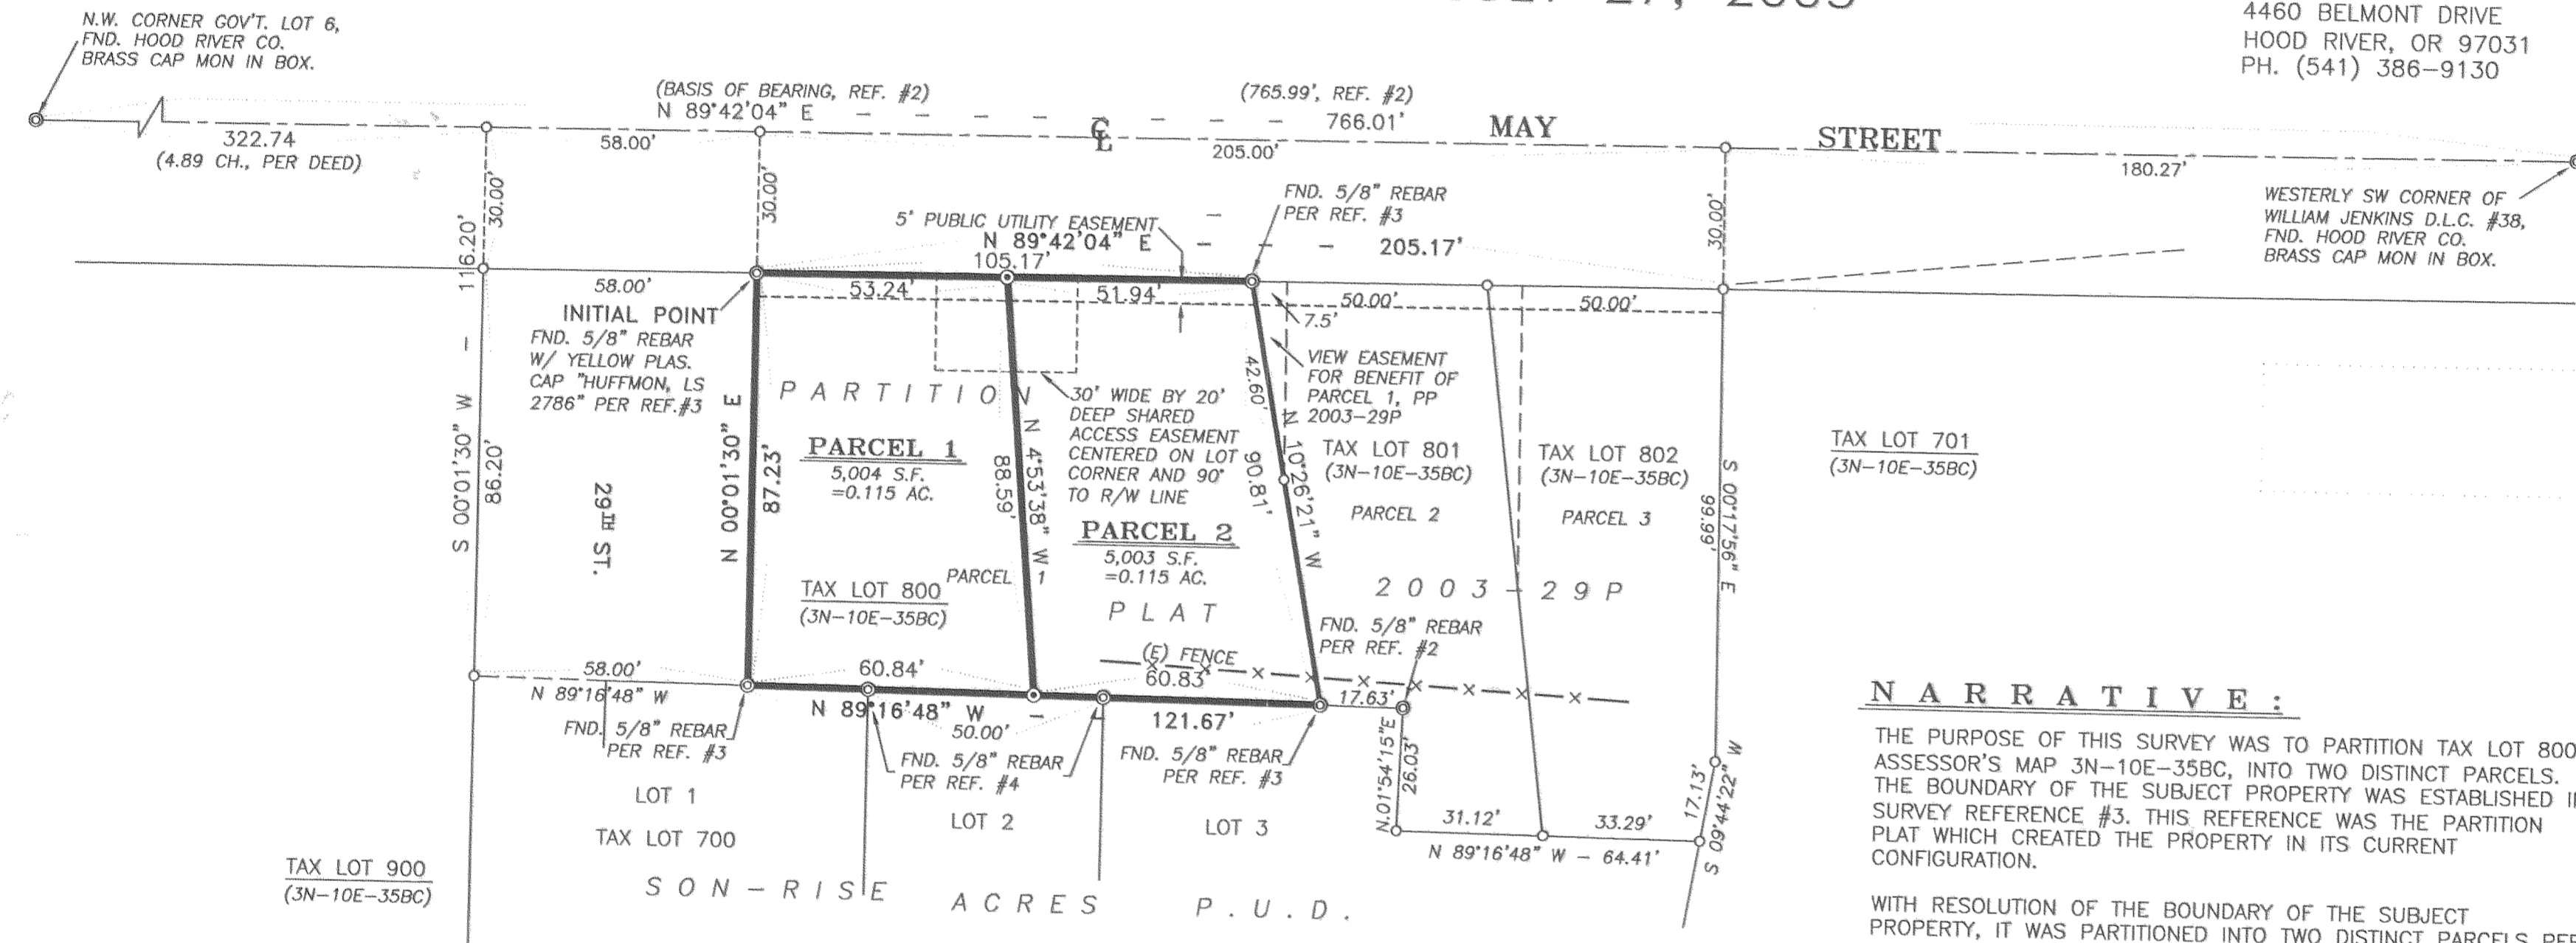 N.W. CORNER GOV'T. LOT 6,
FND. HOOD RIVER CO.
BRASS CAP MON IN BOX.
4460 BELMONT DRIVE
HOOD RIVER, OR 97031
PH. (541) 386-9130
(BASIS OF BEARING, REF. #2)
N 89°42'04" E
(765.99', REF. #2)
766.01'
MAY STREET
322.74
(4.89 CH., PER DEED)
58.00'
205.00'
180.27'
WESTERLY SW CORNER OF
WILLIAM JENKINS D.L.C. #38,
FND. HOOD RIVER CO.
BRASS CAP MON IN BOX.
116.20'
30.00'
30.00'
30.00'
FND. 5/8" REBAR
PER REF. #3
5' PUBLIC UTILITY EASEMENT
N 89°42'04" E
205.17'
105.17'
58.00'
53.24'
51.94'
50.00'
50.00'
7.5'
INITIAL POINT
FND. 5/8" REBAR
W/ YELLOW PLAS.
CAP "HUFFMON, LS
2786" PER REF.#3
VIEW EASEMENT
FOR BENEFIT OF
PARCEL 1, PP
2003-29P
30' WIDE BY 20'
DEEP SHARED
ACCESS EASEMENT
CENTERED ON LOT
CORNER AND 90°
TO R/W LINE
S 00°01'30" W
86.20'
29TH ST.
N 00°01'30" E
87.23'
PARTITION
PARCEL 1
5,004 S.F.
=0.115 AC.
N 4°53'38" W
88.59'
PARCEL 2
5,003 S.F.
=0.115 AC.
42.60'
90.81'
N 10°26'21" W
TAX LOT 801
(3N-10E-35BC)
PARCEL 2
TAX LOT 802
(3N-10E-35BC)
PARCEL 3
S 00°17'56" E
99.99'
TAX LOT 701
(3N-10E-35BC)
TAX LOT 800
(3N-10E-35BC)
PARCEL 1
PLAT
2003-29P
FND. 5/8" REBAR
PER REF. #2
(E) FENCE
58.00'
60.84'
60.83'
17.63'
N 89°16'48" W
N 89°16'48" W
121.67'
50.00'
FND. 5/8" REBAR
PER REF. #3
FND. 5/8" REBAR
PER REF. #4
FND. 5/8" REBAR
PER REF. #3
N.01°54'15"E
26.03'
31.12'
33.29'
N 89°16'48" W - 64.41'
17.13'
S 09°44'22" W
LOT 1
LOT 2
LOT 3
TAX LOT 700
TAX LOT 900
(3N-10E-35BC)
SON-RISE ACRES P.U.D.
NARRATIVE:
THE PURPOSE OF THIS SURVEY WAS TO PARTITION TAX LOT 800
ASSESSOR'S MAP 3N-10E-35BC, INTO TWO DISTINCT PARCELS.
THE BOUNDARY OF THE SUBJECT PROPERTY WAS ESTABLISHED
SURVEY REFERENCE #3. THIS REFERENCE WAS THE PARTITION
PLAT WHICH CREATED THE PROPERTY IN ITS CURRENT
CONFIGURATION.
WITH RESOLUTION OF THE BOUNDARY OF THE SUBJECT
PROPERTY, IT WAS PARTITIONED INTO TWO DISTINCT PARCELS PER